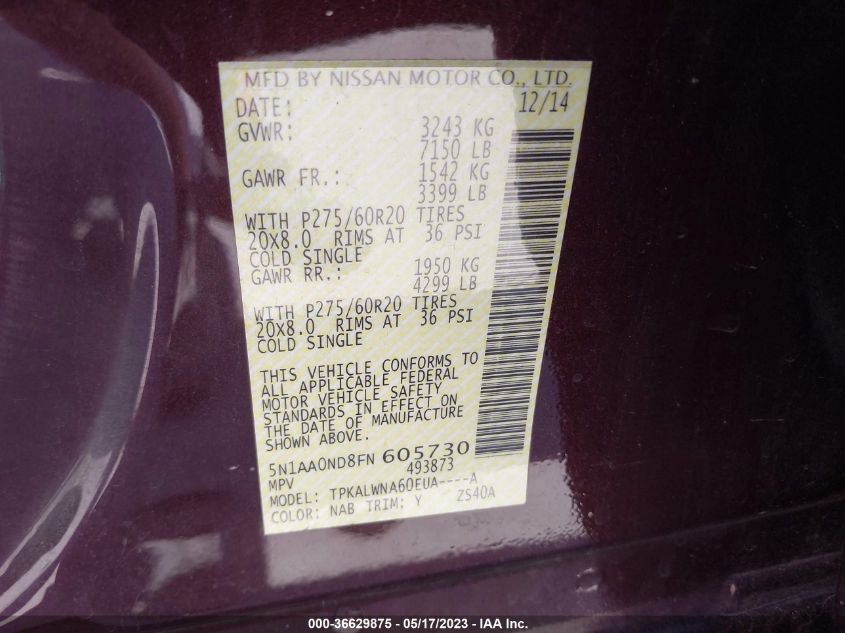 MFD BY NISSAN MOTOR CO., LTD.
DATE: 12/14
GVWR: 3243 KG
7150 LB
GAWR FR.: 1542 KG
3399 LB
WITH P275/60R20 TIRES
20X8.0 RIMS AT 36 PSI
COLD SINGLE
GAWR RR.: 1950 KG
4299 LB
WITH P275/60R20 TIRES
20X8.0 RIMS AT 36 PSI
COLD SINGLE
THIS VEHICLE CONFORMS TO
ALL APPLICABLE FEDERAL
MOTOR VEHICLE SAFETY
STANDARDS IN EFFECT ON
THE DATE OF MANUFACTURE
SHOWN ABOVE.
5N1AA0ND8FN 605730
MPV 493873
MODEL: TPKALWNA60EUA----A
COLOR: NAB TRIM: Y ZS40A
000-36629875 - 05/17/2023 - IAA Inc.